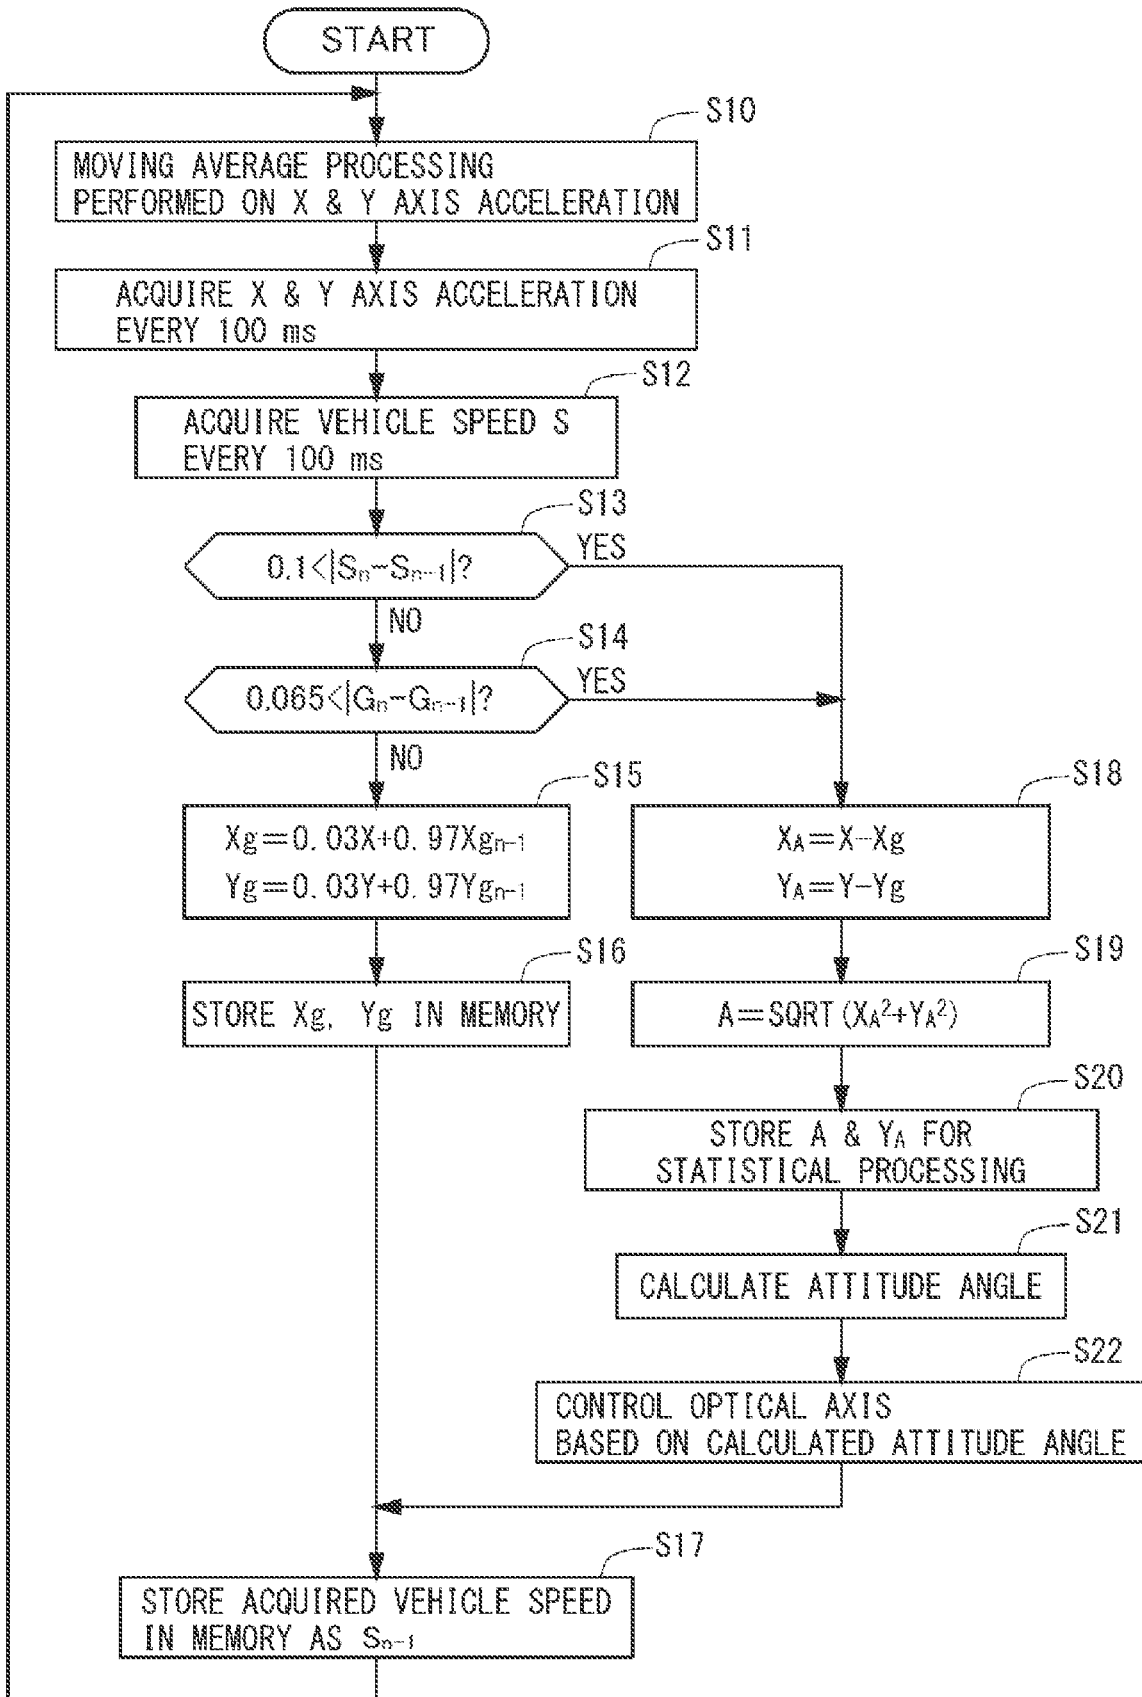 START
S10
MOVING AVERAGE PROCESSING
PERFORMED ON X & Y AXIS ACCELERATION
S11
ACQUIRE X & Y AXIS ACCELERATION
EVERY 100 ms
S12
ACQUIRE VEHICLE SPEED S
EVERY 100 ms
S13
0.1<|Sn-Sn-1|?
YES
NO
S14
0.065<|Gn-Gn-1|?
YES
NO
S15
Xg=0.03X+0.97Xgn-1
Yg=0.03Y+0.97Ygn-1
S16
STORE Xg, Yg IN MEMORY
S18
XA=X-Xg
YA=Y-Yg
S19
A=SQRT(XA²+YA²)
S20
STORE A & YA FOR
STATISTICAL PROCESSING
S21
CALCULATE ATTITUDE ANGLE
S22
CONTROL OPTICAL AXIS
BASED ON CALCULATED ATTITUDE ANGLE
S17
STORE ACQUIRED VEHICLE SPEED
IN MEMORY AS Sn-1